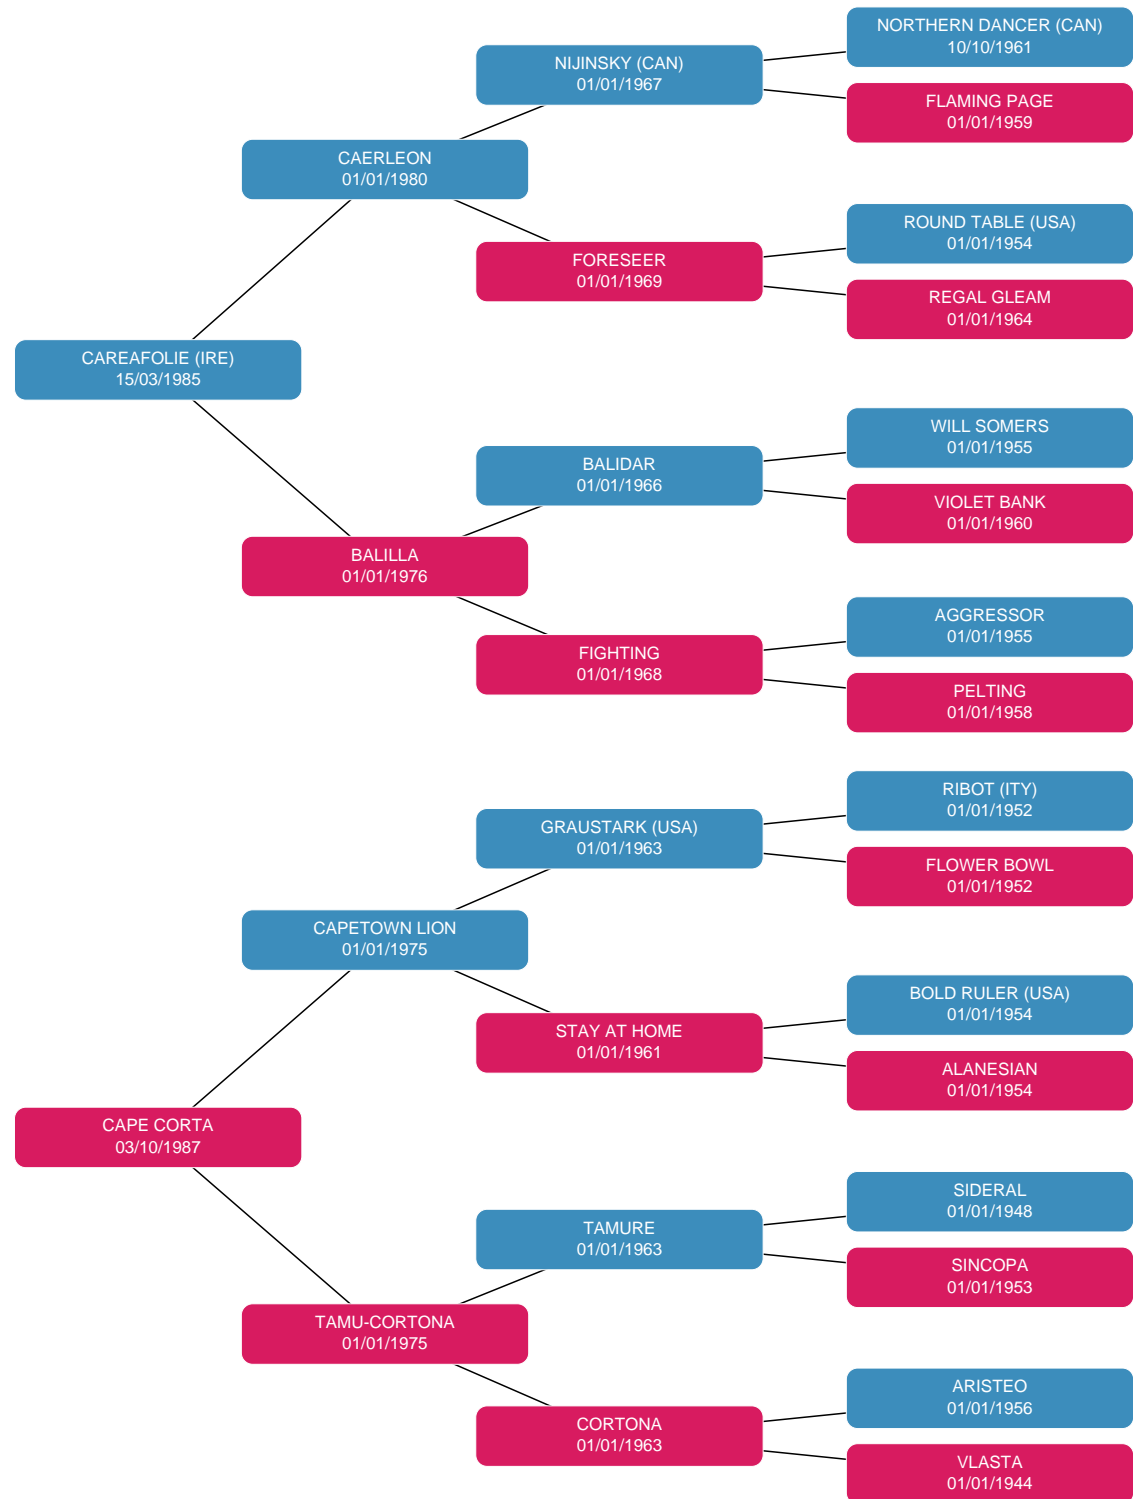 NORTHERN DANCER (CAN)
10/10/1961
NIJINSKY (CAN)
01/01/1967
FLAMING PAGE
01/01/1959
CAERLEON
01/01/1980
ROUND TABLE (USA)
01/01/1954
FORESEER
01/01/1969
REGAL GLEAM
01/01/1964
CAREAFOLIE (IRE)
15/03/1985
WILL SOMERS
01/01/1955
BALIDAR
01/01/1966
VIOLET BANK
01/01/1960
BALILLA
01/01/1976
AGGRESSOR
01/01/1955
FIGHTING
01/01/1968
PELTING
01/01/1958
RIBOT (ITY)
01/01/1952
GRAUSTARK (USA)
01/01/1963
FLOWER BOWL
01/01/1952
CAPETOWN LION
01/01/1975
BOLD RULER (USA)
01/01/1954
STAY AT HOME
01/01/1961
ALANESIAN
01/01/1954
CAPE CORTA
03/10/1987
SIDERAL
01/01/1948
TAMURE
01/01/1963
SINCOPA
01/01/1953
TAMU-CORTONA
01/01/1975
ARISTEO
01/01/1956
CORTONA
01/01/1963
VLASTA
01/01/1944